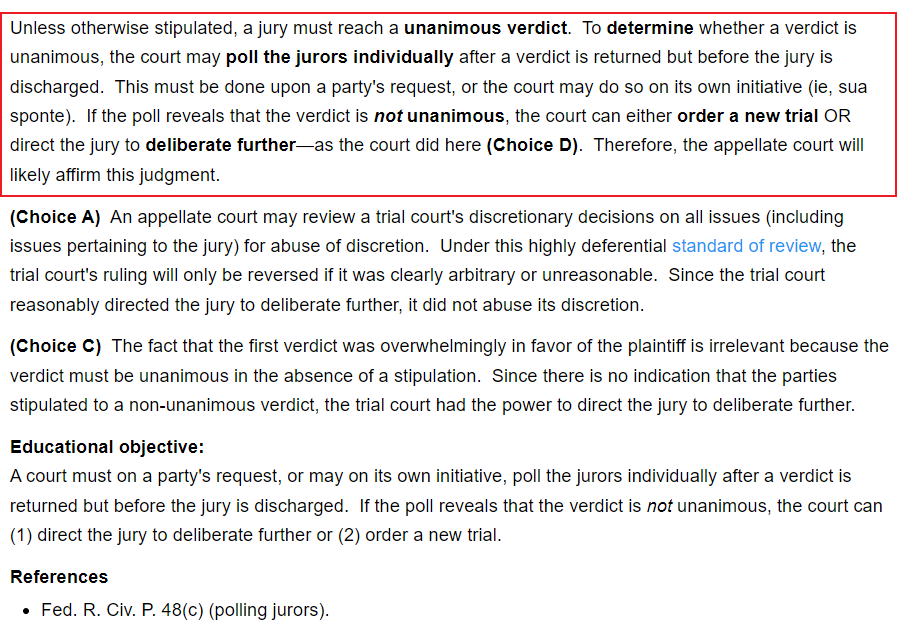 Unless otherwise stipulated, a jury must reach a unanimous verdict. To determine whether a verdict is
unanimous, the court may poll the jurors individually after a verdict is returned but before the jury is
discharged. This must be done upon a party's request, or the court may do so on its own initiative (ie, sua
sponte). If the poll reveals that the verdict is not unanimous, the court can either order a new trial OR
direct the jury to deliberate further—as the court did here (Choice D). Therefore, the appellate court will
likely affirm this judgment.
(Choice A) An appellate court may review a trial court's discretionary decisions on all issues (including
issues pertaining to the jury) for abuse of discretion. Under this highly deferential standard of review, the
trial court's ruling will only be reversed if it was clearly arbitrary or unreasonable. Since the trial court
reasonably directed the jury to deliberate further, it did not abuse its discretion.
(Choice C) The fact that the first verdict was overwhelmingly in favor of the plaintiff is irrelevant because the
verdict must be unanimous in the absence of a stipulation. Since there is no indication that the parties
stipulated to a non-unanimous verdict, the trial court had the power to direct the jury to deliberate further.
Educational objective:
A court must on a party's request, or may on its own initiative, poll the jurors individually after a verdict is
returned but before the jury is discharged. If the poll reveals that the verdict is not unanimous, the court can
(1) direct the jury to deliberate further or (2) order a new trial.
References
• Fed. R. Civ. P. 48(c) (polling jurors).